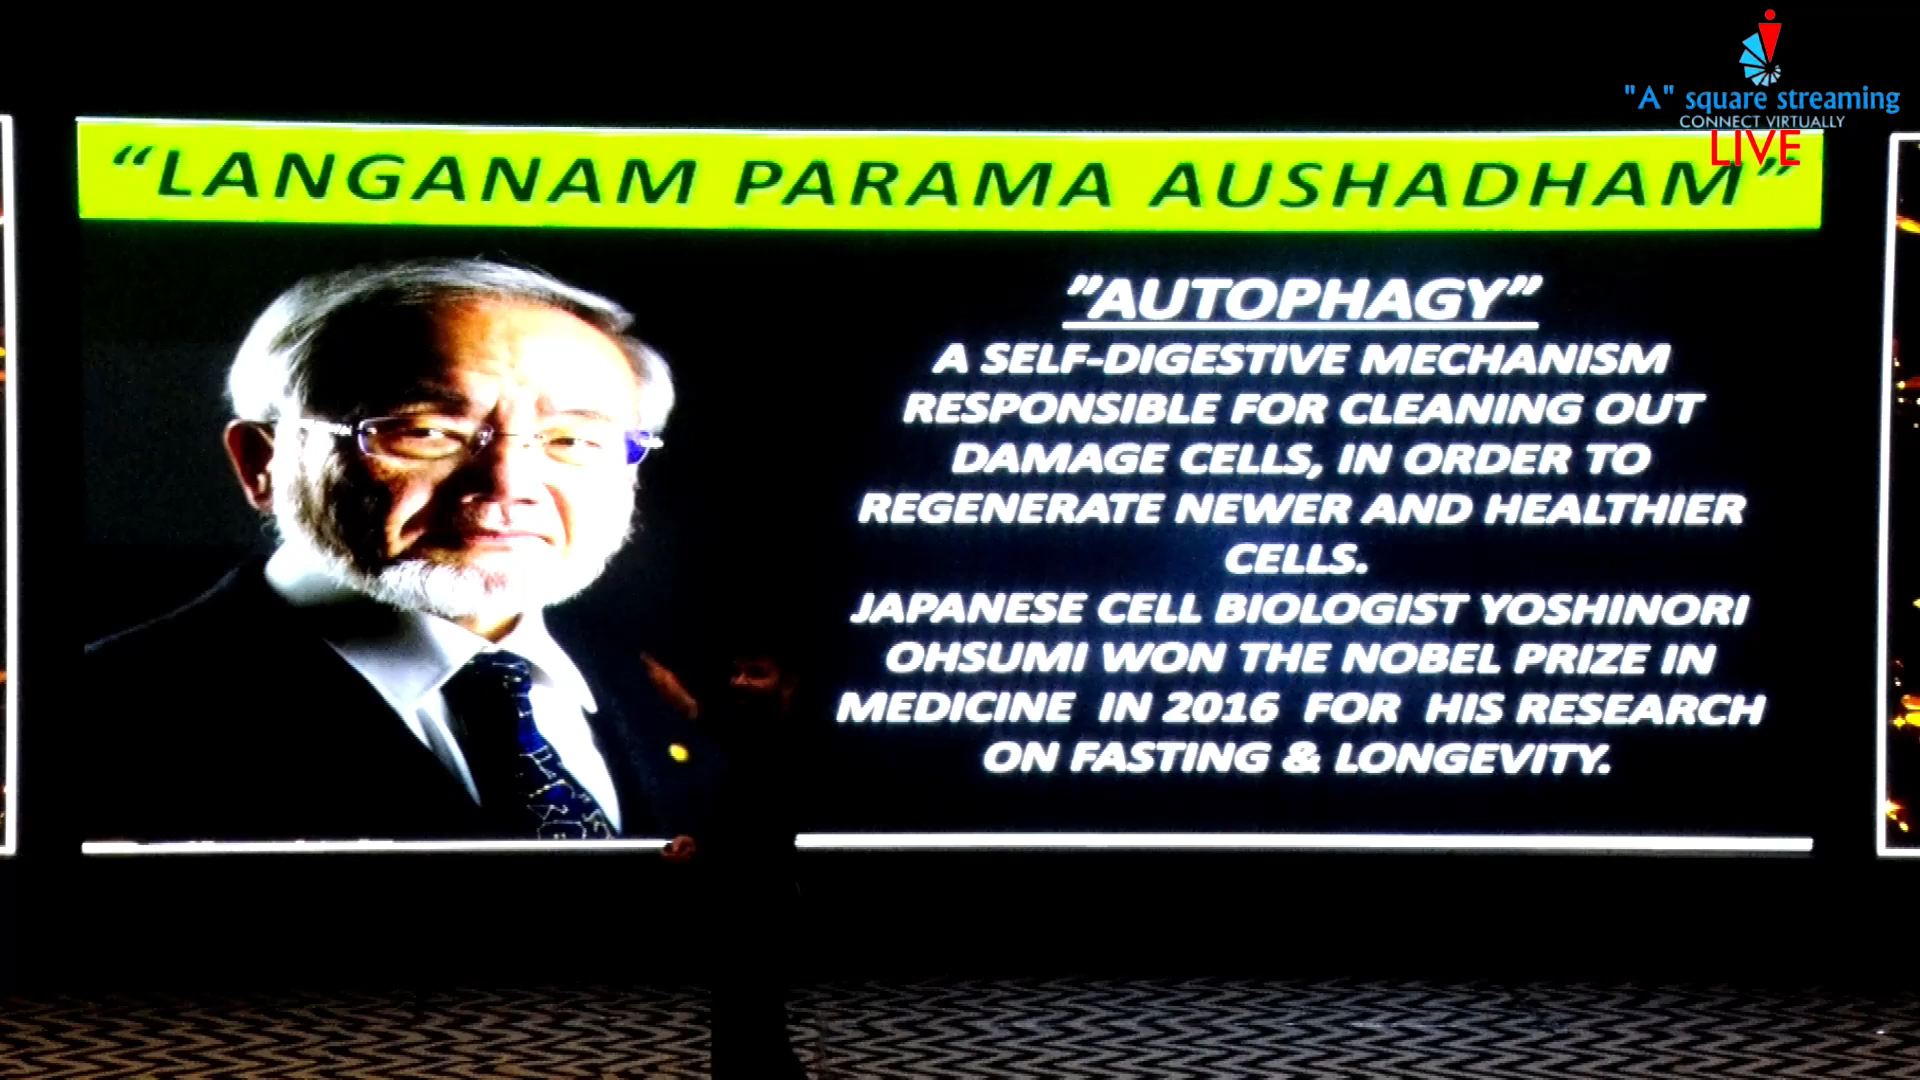 "A" square streaming
CONNECT VIRTUALLY
LIVE
“LANGANAM PARAMA AUSHADHAM”
”AUTOPHAGY”
A SELF-DIGESTIVE MECHANISM
RESPONSIBLE FOR CLEANING OUT
DAMAGE CELLS, IN ORDER TO
REGENERATE NEWER AND HEALTHIER
CELLS.
JAPANESE CELL BIOLOGIST YOSHINORI
OHSUMI WON THE NOBEL PRIZE IN
MEDICINE IN 2016 FOR HIS RESEARCH
ON FASTING & LONGEVITY.